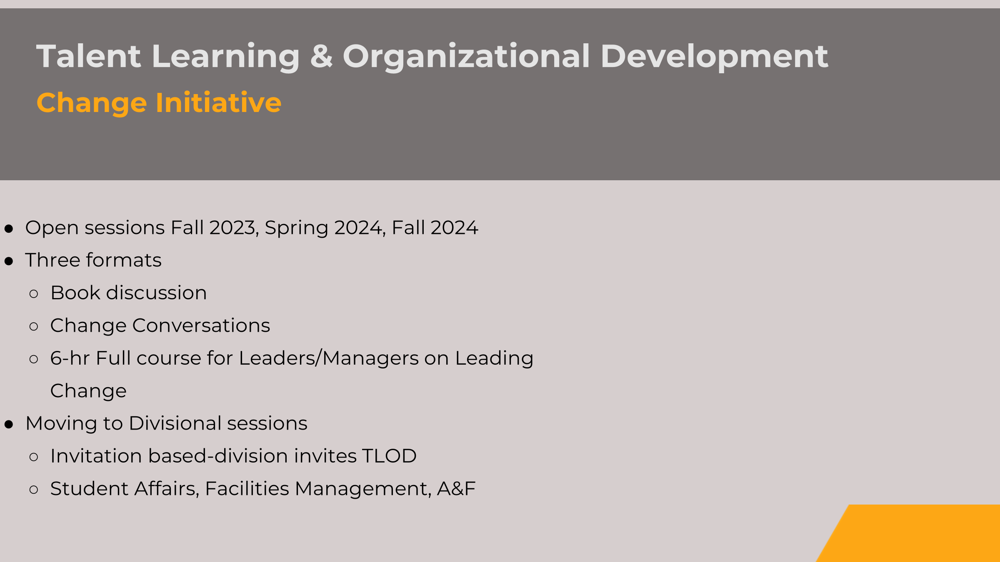 Talent Learning & Organizational Development
Change Initiative
● Open sessions Fall 2023, Spring 2024, Fall 2024
● Three formats
○ Book discussion
○ Change Conversations
○ 6-hr Full course for Leaders/Managers on Leading
Change
● Moving to Divisional sessions
○ Invitation based-division invites TLOD
○ Student Affairs, Facilities Management, A&F